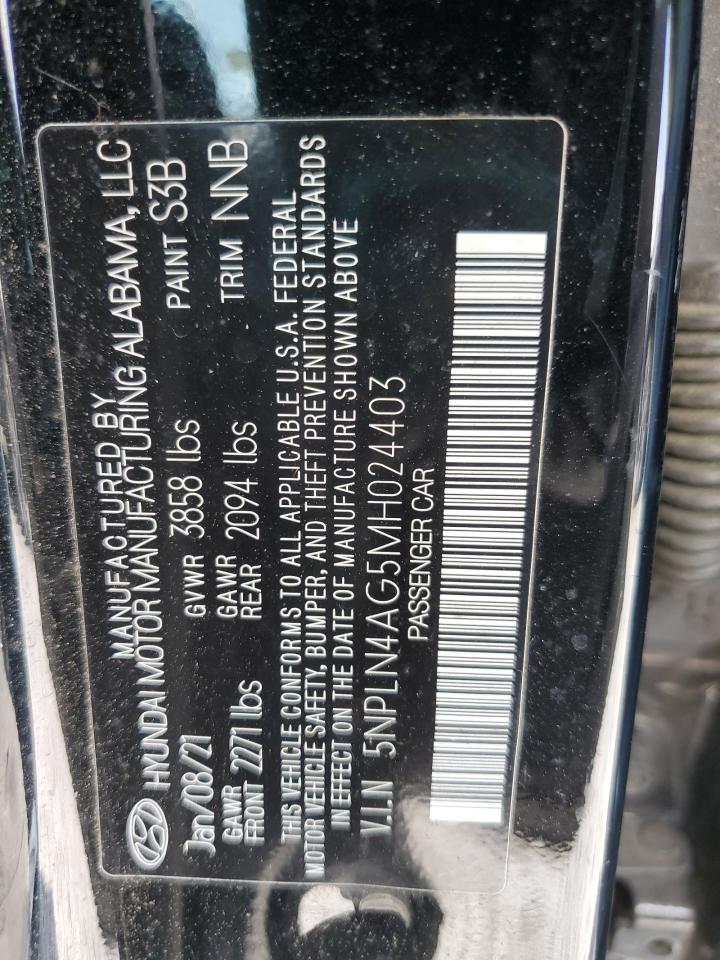 MANUFACTURED BY
HYUNDAI MOTOR MANUFACTURING ALABAMA, LLC
Jan/08/21 GVWR 3858 lbs PAINT S3B
GAWR FRONT 2271 lbs GAWR REAR 2094 lbs TRIM NNB
THIS VEHICLE CONFORMS TO ALL APPLICABLE U.S.A. FEDERAL
MOTOR VEHICLE SAFETY, BUMPER, AND THEFT PREVENTION STANDARDS
IN EFFECT ON THE DATE OF MANUFACTURE SHOWN ABOVE
V.I.N 5NPLN4AG5MH024403
PASSENGER CAR